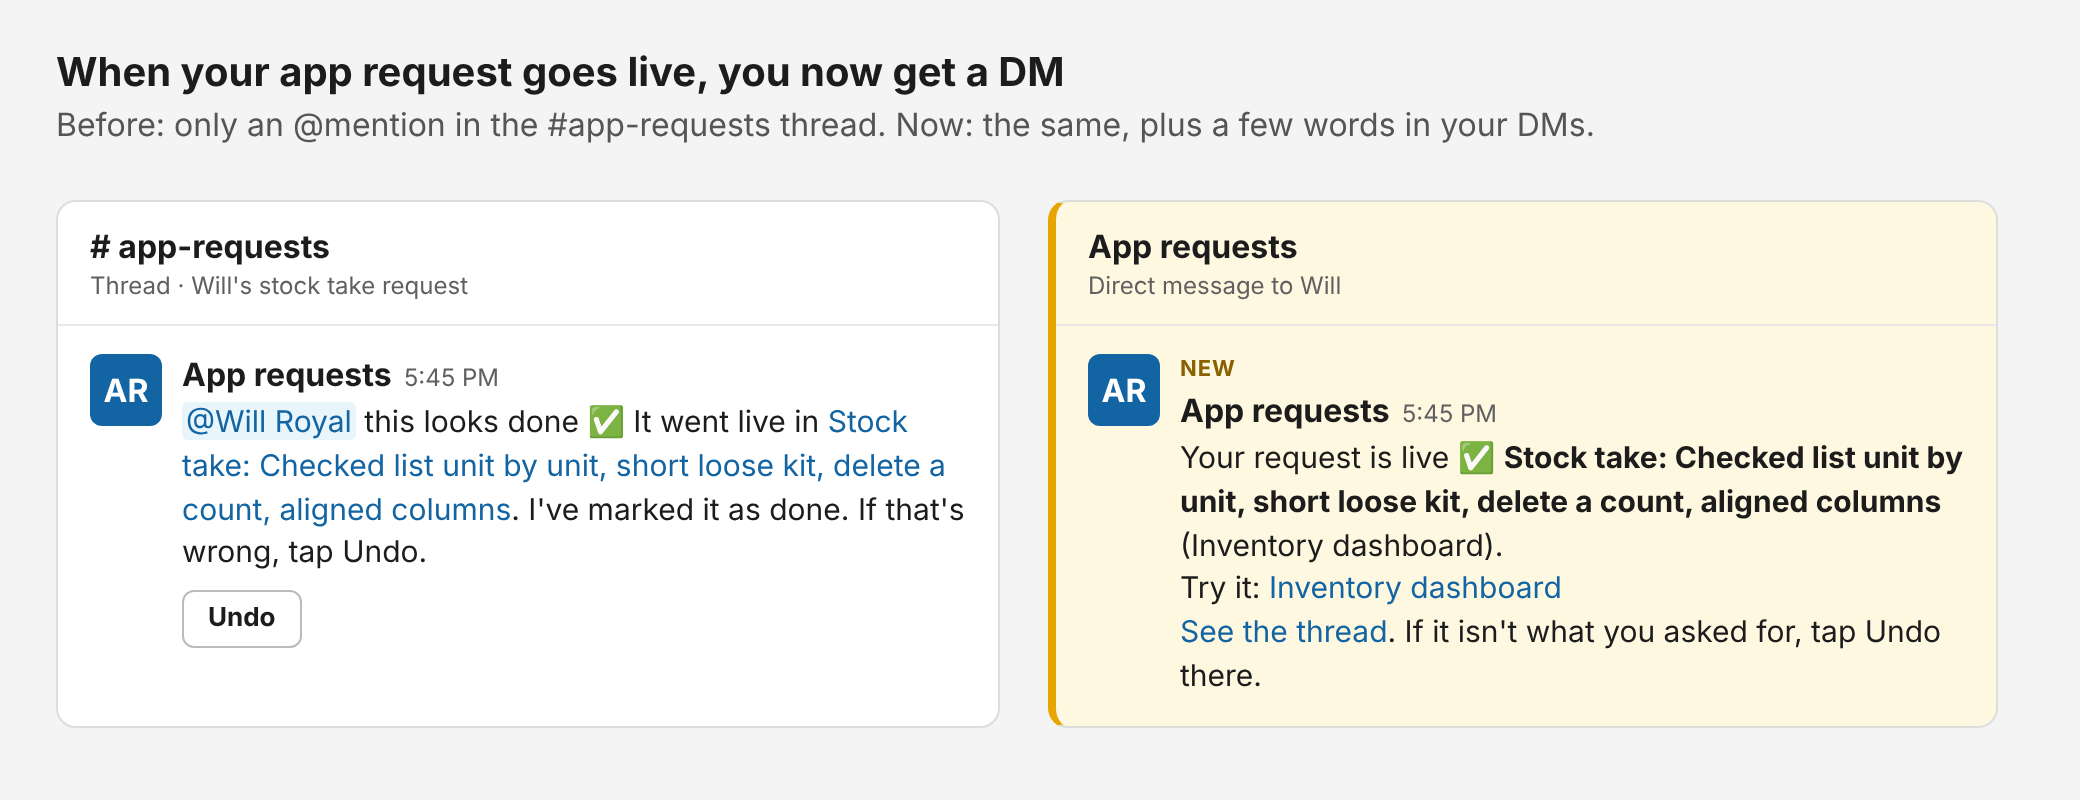 When your app request goes live, you now get a DM
Before: only an @mention in the #app-requests thread. Now: the same, plus a few words in your DMs.
# app-requests
Thread · Will's stock take request
AR
App requests 5:45 PM
@Will Royal this looks done ✅ It went live in Stock
take: Checked list unit by unit, short loose kit, delete a
count, aligned columns. I've marked it as done. If that's
wrong, tap Undo.
Undo
App requests
Direct message to Will
AR
NEW
App requests 5:45 PM
Your request is live ✅ Stock take: Checked list unit by
unit, short loose kit, delete a count, aligned columns
(Inventory dashboard).
Try it: Inventory dashboard
See the thread. If it isn't what you asked for, tap Undo
there.